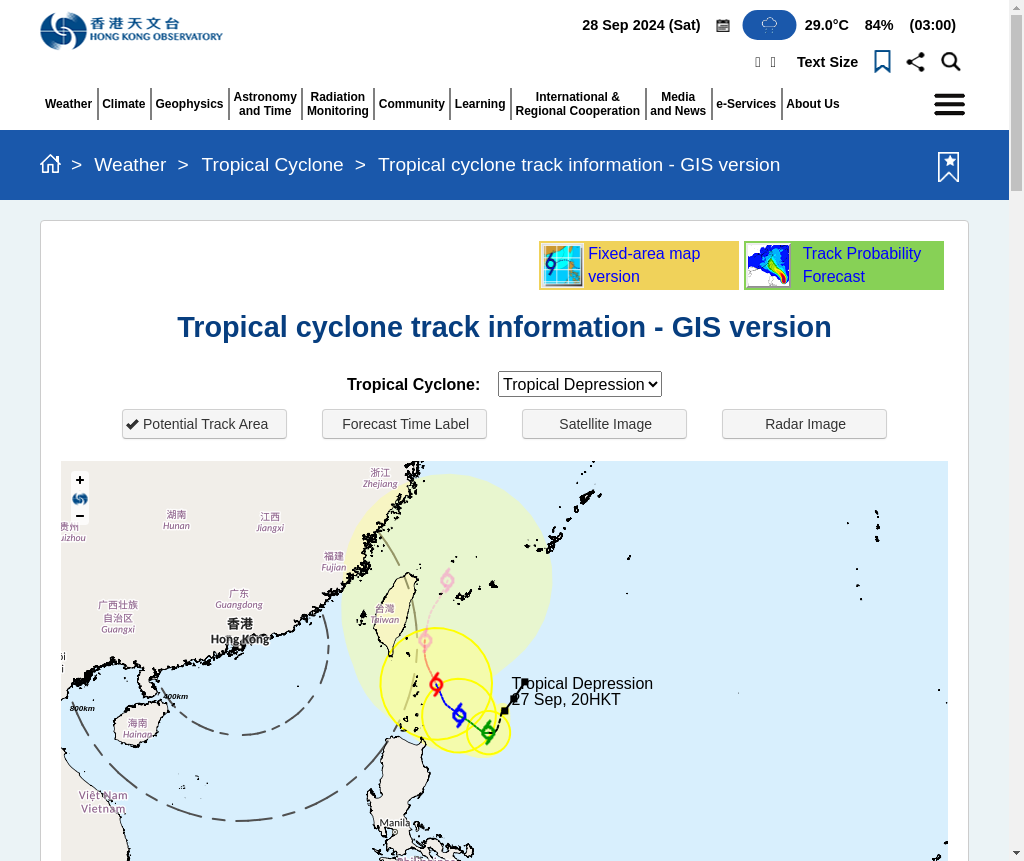 香港天文台
HONG KONG OBSERVATORY
28 Sep 2024 (Sat) 29.0°C 84% (03:00)
Text Size
Weather Climate Geophysics Astronomy and Time Radiation Monitoring Community Learning International & Regional Cooperation Media and News e-Services About Us
> Weather > Tropical Cyclone > Tropical cyclone track information - GIS version
Fixed-area map version
Track Probability Forecast
Tropical cyclone track information - GIS version
Tropical Cyclone: Tropical Depression
Potential Track Area Forecast Time Label Satellite Image Radar Image
+
−
浙江
Zhejiang
湖南
Hunan
江西
Jiangxi
贵州
uizhou
福建
Fujian
广东
Guangdong
广西壮族
自治区
Guangxi
香港
Hong Kong
台灣
Taiwan
400km
800km
海南
Hainan
Tropical Depression
27 Sep, 20HKT
Việt Nam
Vietnam
Manila